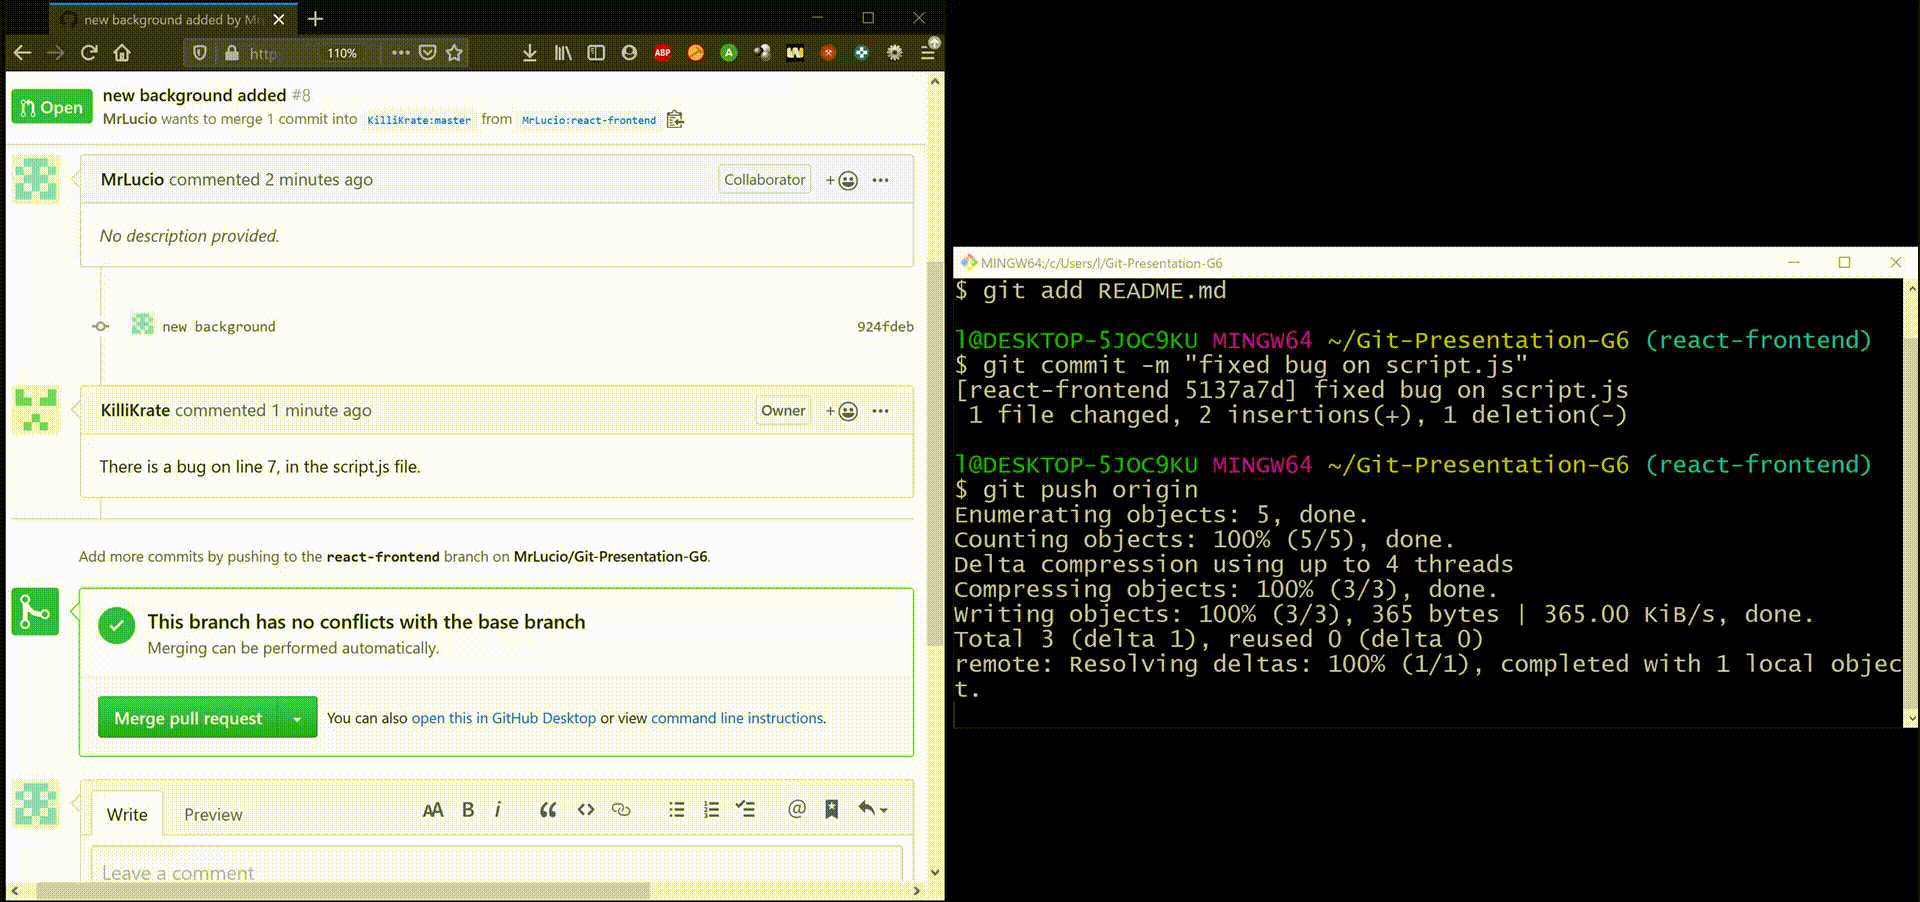 new background added by Mr
http
110%
ABP
Open
new background added #8
MrLucio wants to merge 1 commit into KilliKrate:master from MrLucio:react-frontend
MrLucio commented 2 minutes ago
Collaborator
No description provided.
new background
924fdeb
KilliKrate commented 1 minute ago
Owner
There is a bug on line 7, in the script.js file.
Add more commits by pushing to the react-frontend branch on MrLucio/Git-Presentation-G6.
This branch has no conflicts with the base branch
Merging can be performed automatically.
Merge pull request
You can also open this in GitHub Desktop or view command line instructions.
Write
Preview
Leave a comment
MINGW64:/c/Users/l/Git-Presentation-G6
$ git add README.md
l@DESKTOP-5JOC9KU MINGW64 ~/Git-Presentation-G6 (react-frontend)
$ git commit -m "fixed bug on script.js"
[react-frontend 5137a7d] fixed bug on script.js
1 file changed, 2 insertions(+), 1 deletion(-)
l@DESKTOP-5JOC9KU MINGW64 ~/Git-Presentation-G6 (react-frontend)
$ git push origin
Enumerating objects: 5, done.
Counting objects: 100% (5/5), done.
Delta compression using up to 4 threads
Compressing objects: 100% (3/3), done.
Writing objects: 100% (3/3), 365 bytes | 365.00 KiB/s, done.
Total 3 (delta 1), reused 0 (delta 0)
remote: Resolving deltas: 100% (1/1), completed with 1 local objec
t.